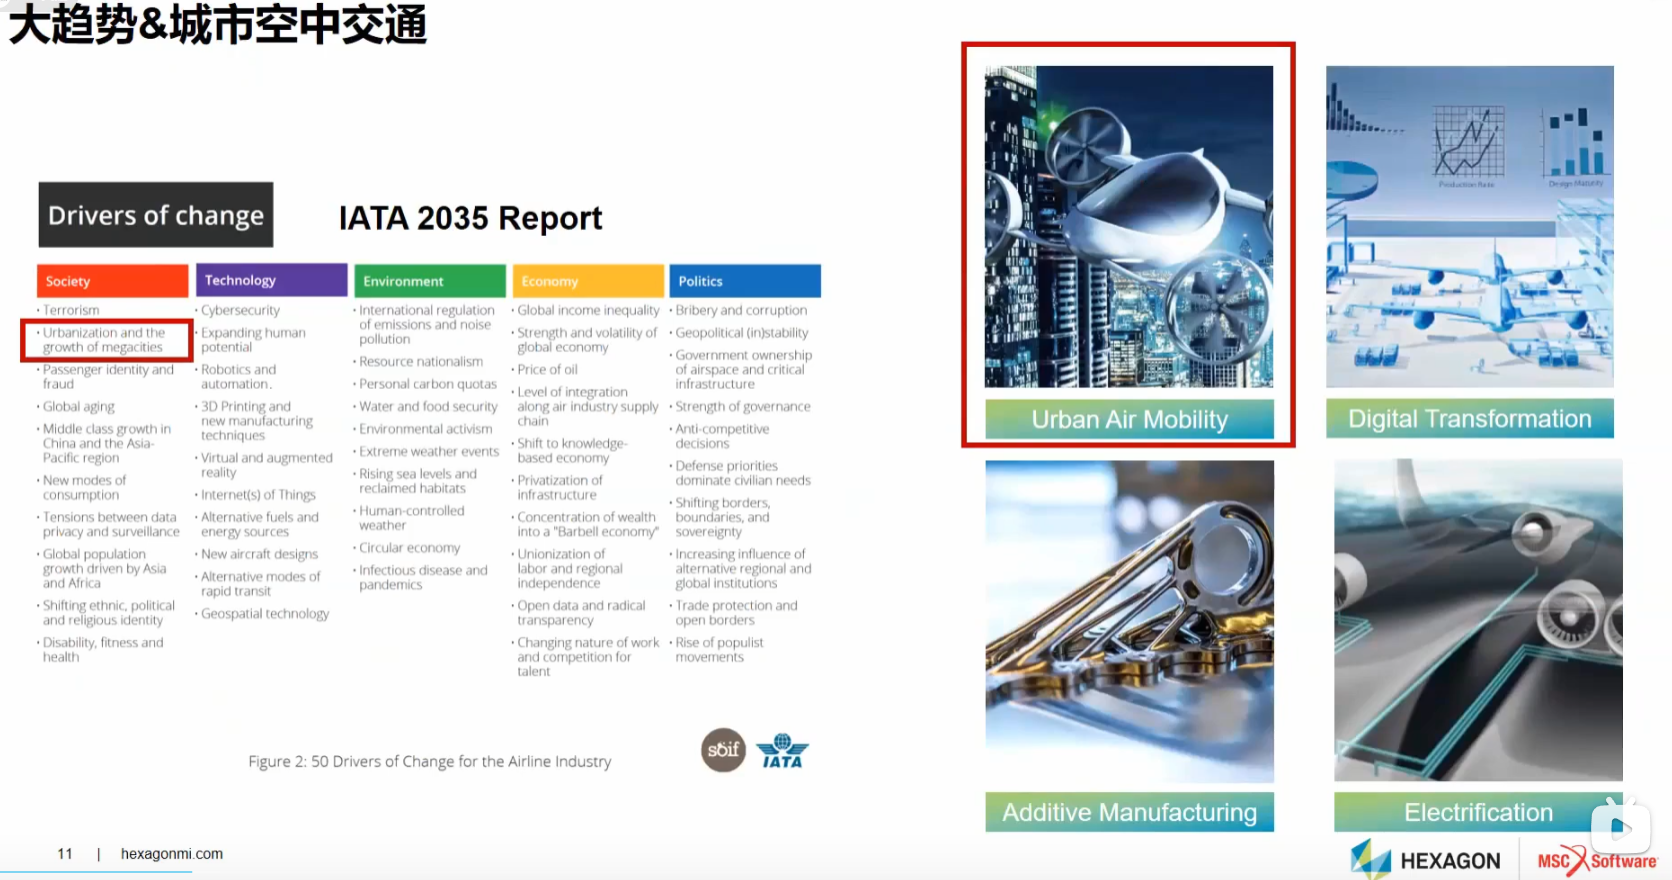 大趋势&城市空中交通
Drivers of change
IATA 2035 Report
Society
· Terrorism
· Urbanization and the
growth of megacities
· Passenger identity and
fraud
· Global aging
· Middle class growth in
China and the Asia-
Pacific region
· New modes of
consumption
· Tensions between data
privacy and surveillance
· Global population
growth driven by Asia
and Africa
· Shifting ethnic, political
and religious identity
· Disability, fitness and
health
Technology
· Cybersecurity
· Expanding human
potential
· Robotics and
automation.
· 3D Printing and
new manufacturing
techniques
· Virtual and augmented
reality
· Internet(s) of Things
· Alternative fuels and
energy sources
· New aircraft designs
· Alternative modes of
rapid transit
· Geospatial technology
Environment
· International regulation
of emissions and noise
pollution
· Resource nationalism
· Personal carbon quotas
· Water and food security
· Environmental activism
· Extreme weather events
· Rising sea levels and
reclaimed habitats
· Human-controlled
weather
· Circular economy
· Infectious disease and
pandemics
Economy
· Global income inequality
· Strength and volatility of
global economy
· Price of oil
· Level of integration
along air industry supply
chain
· Shift to knowledge-
based economy
· Privatization of
infrastructure
· Concentration of wealth
into a "Barbell economy"
· Unionization of
labor and regional
independence
· Open data and radical
transparency
· Changing nature of work
and competition for
talent
Politics
· Bribery and corruption
· Geopolitical (in)stability
· Government ownership
of airspace and critical
infrastructure
· Strength of governance
· Anti-competitive
decisions
· Defense priorities
dominate civilian needs
· Shifting borders,
boundaries, and
sovereignty
· Increasing influence of
alternative regional and
global institutions
· Trade protection and
open borders
· Rise of populist
movements
Figure 2: 50 Drivers of Change for the Airline Industry
soif
IATA
Urban Air Mobility
Production Rate
Design Maturity
Digital Transformation
Additive Manufacturing
Electrification
11 | hexagonmi.com
HEXAGON
MSC Software